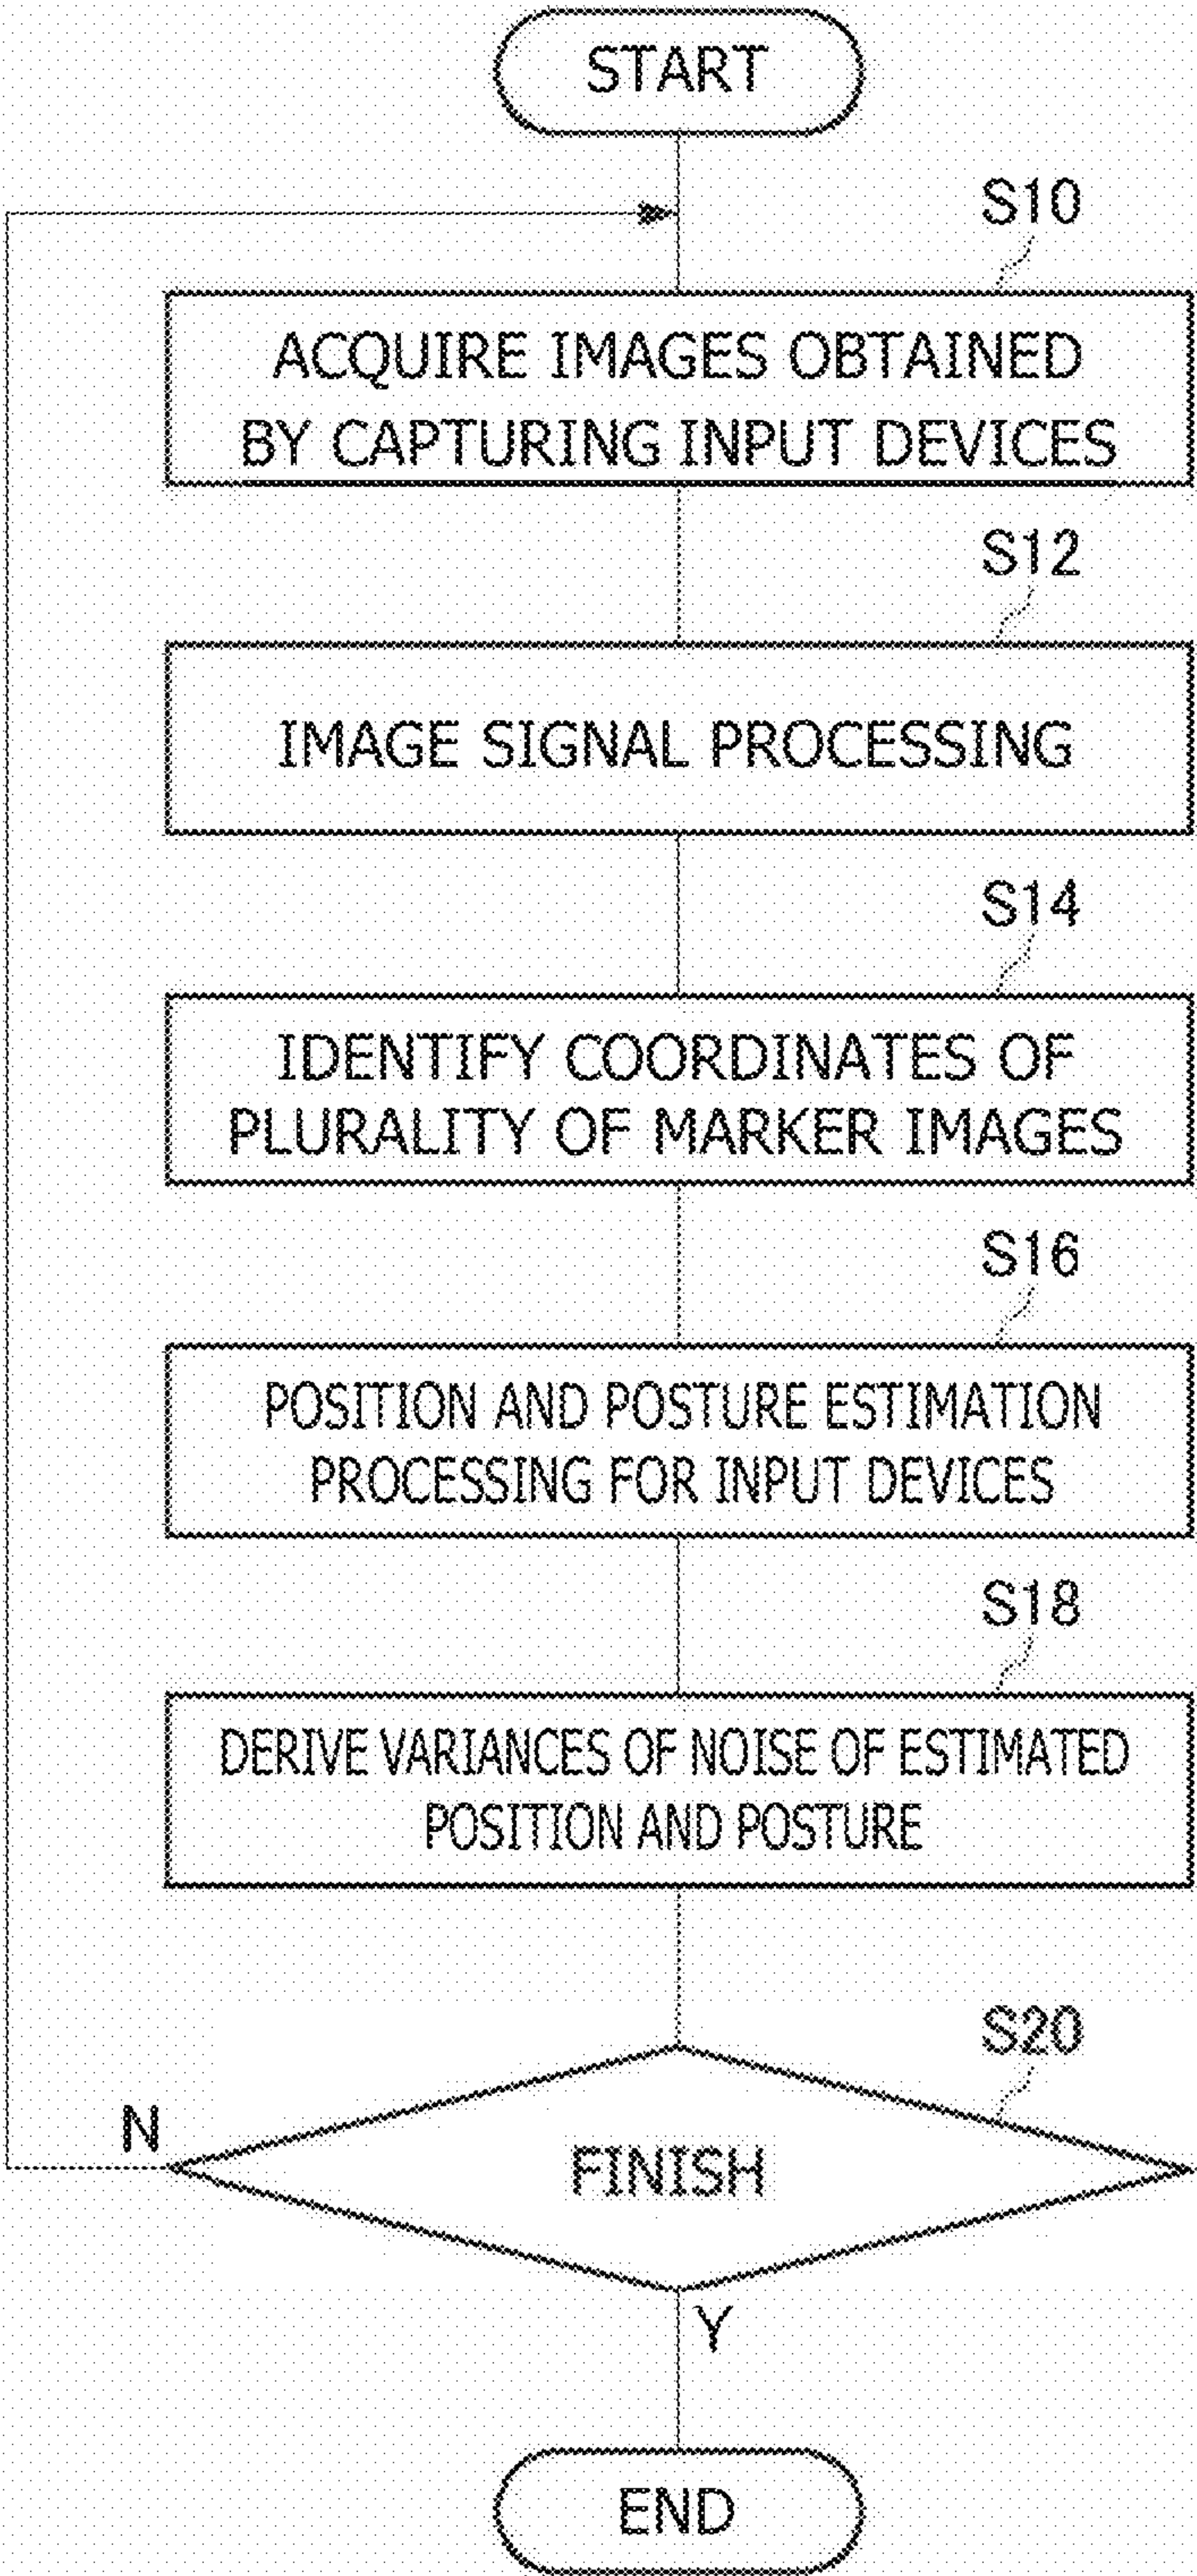 START
S10
ACQUIRE IMAGES OBTAINED
BY CAPTURING INPUT DEVICES
S12
IMAGE SIGNAL PROCESSING
S14
IDENTIFY COORDINATES OF
PLURALITY OF MARKER IMAGES
S16
POSITION AND POSTURE ESTIMATION
PROCESSING FOR INPUT DEVICES
S18
DERIVE VARIANCES OF NOISE OF ESTIMATED
POSITION AND POSTURE
S20
N
FINISH
Y
END